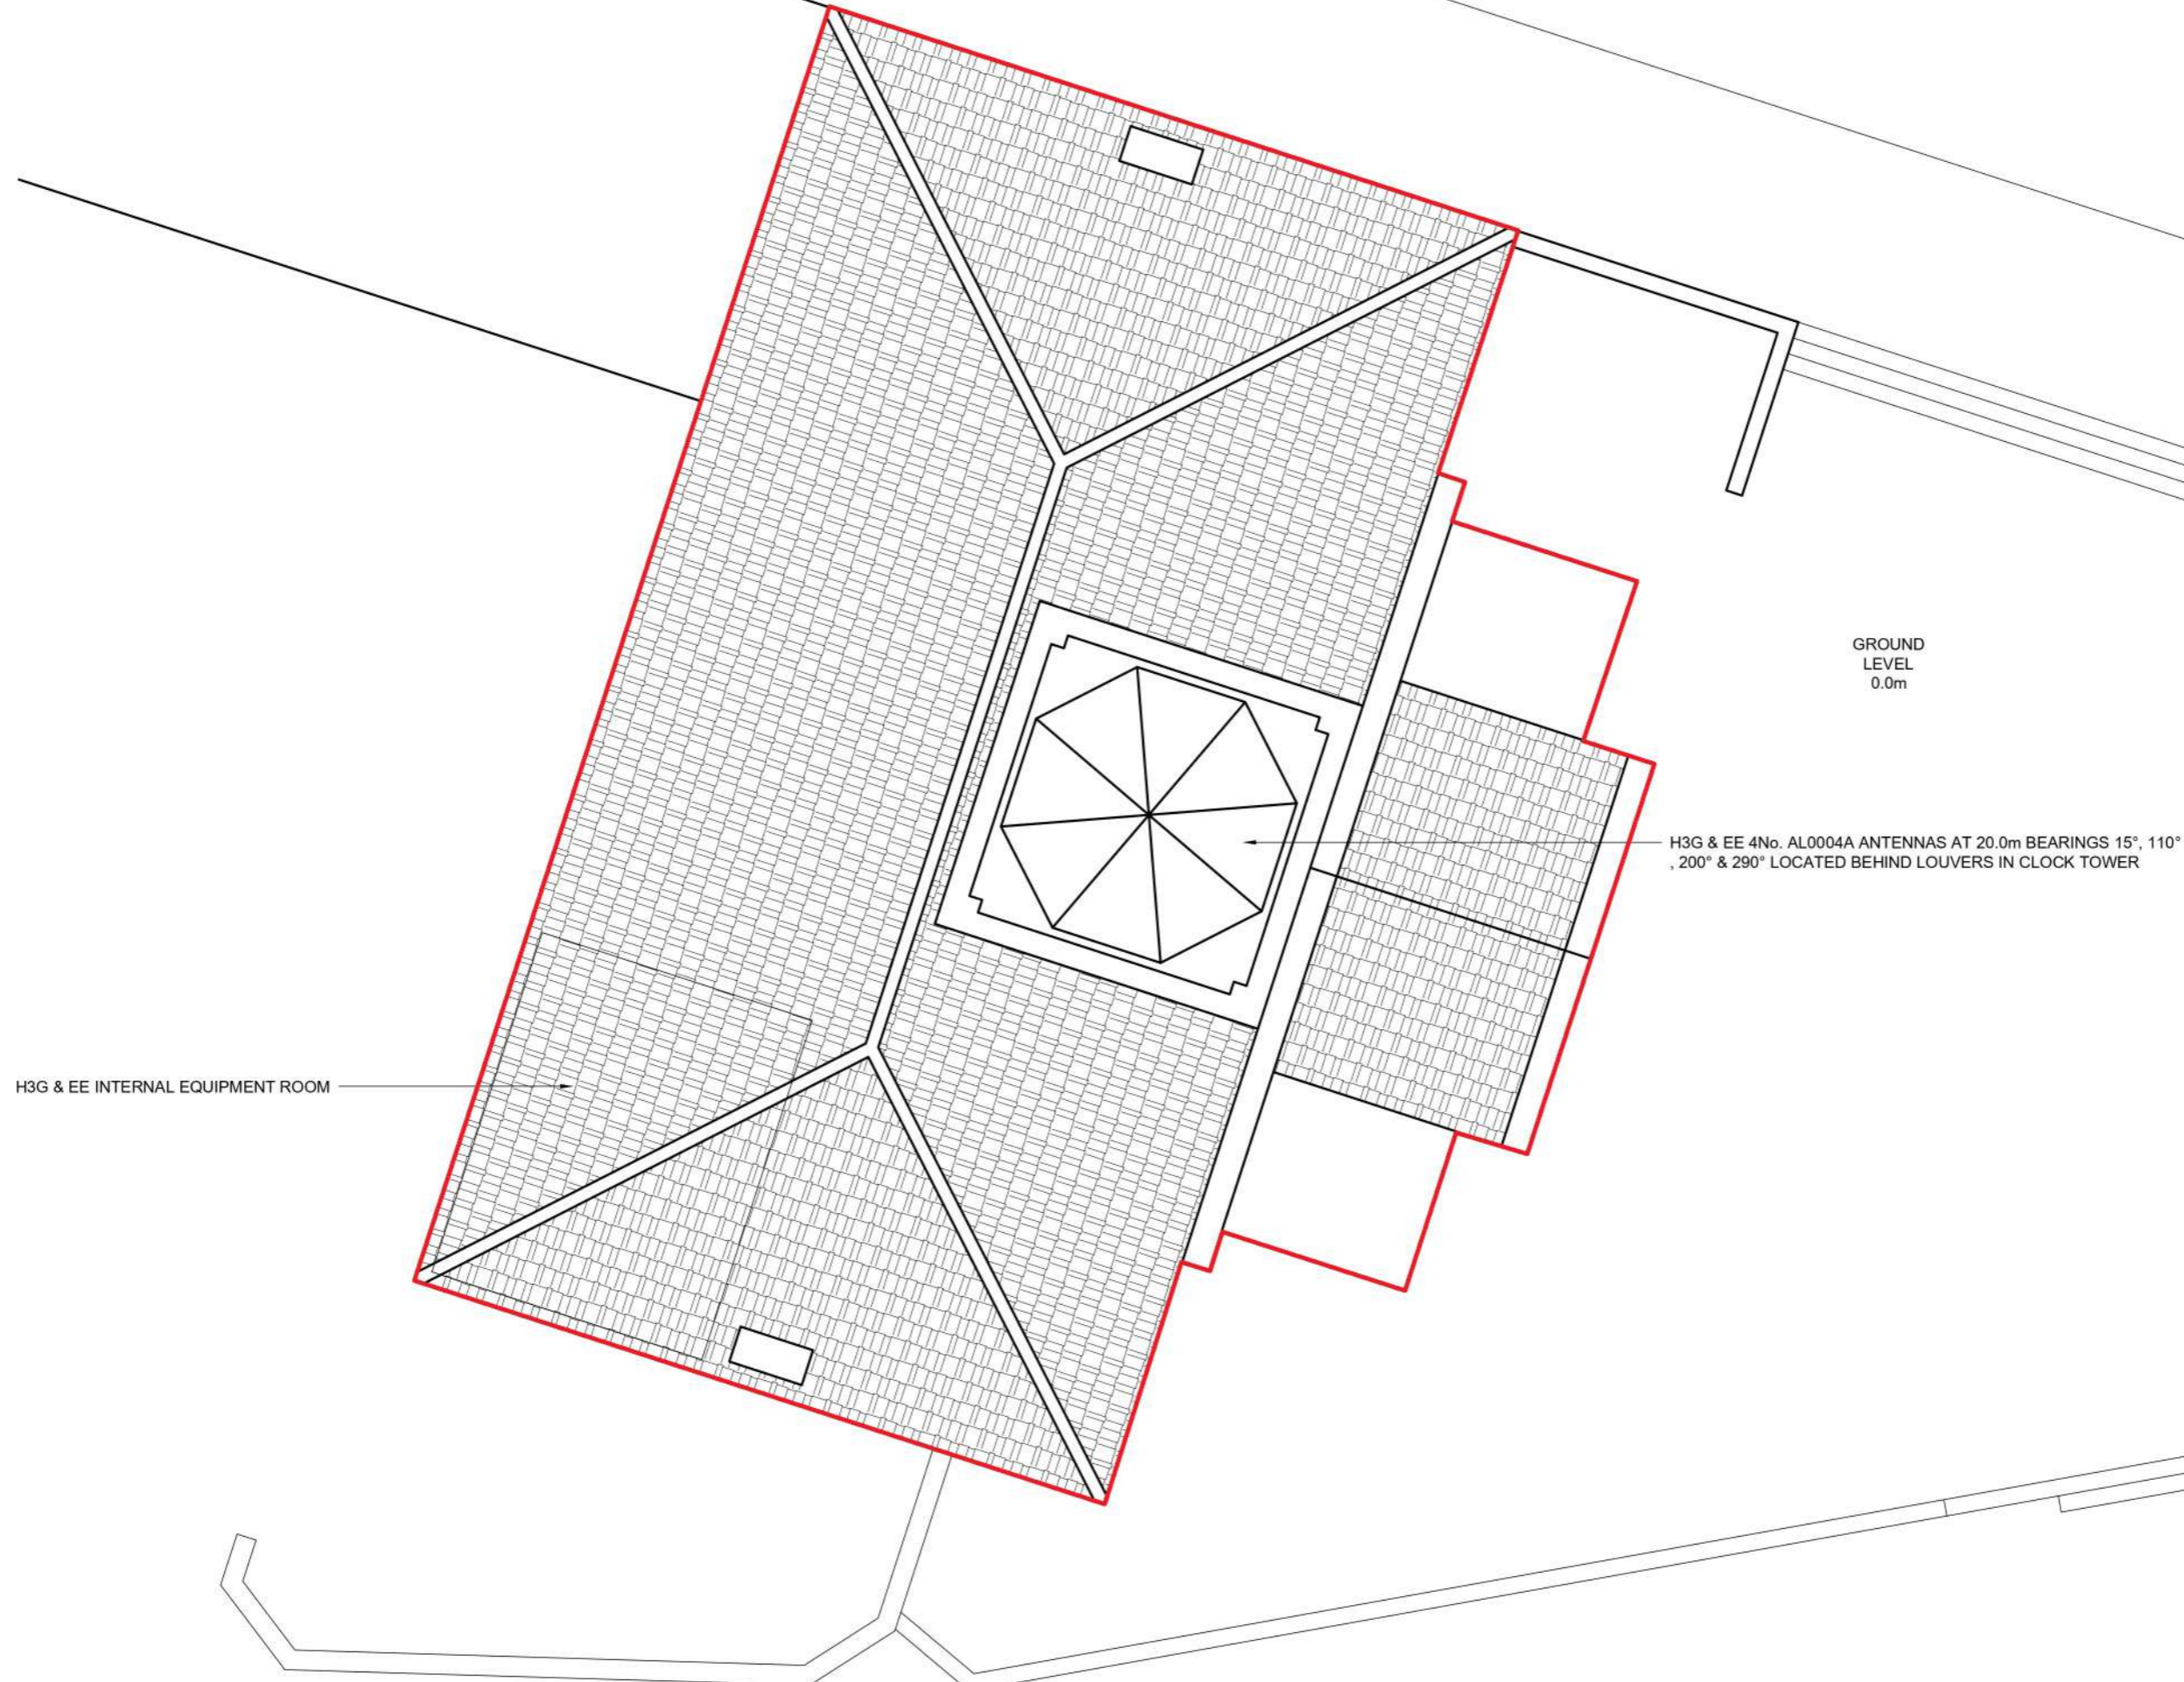 GROUND
LEVEL
0.0m
H3G & EE 4No. AL0004A ANTENNAS AT 20.0m BEARINGS 15°, 110°
, 200° & 290° LOCATED BEHIND LOUVERS IN CLOCK TOWER
H3G & EE INTERNAL EQUIPMENT ROOM